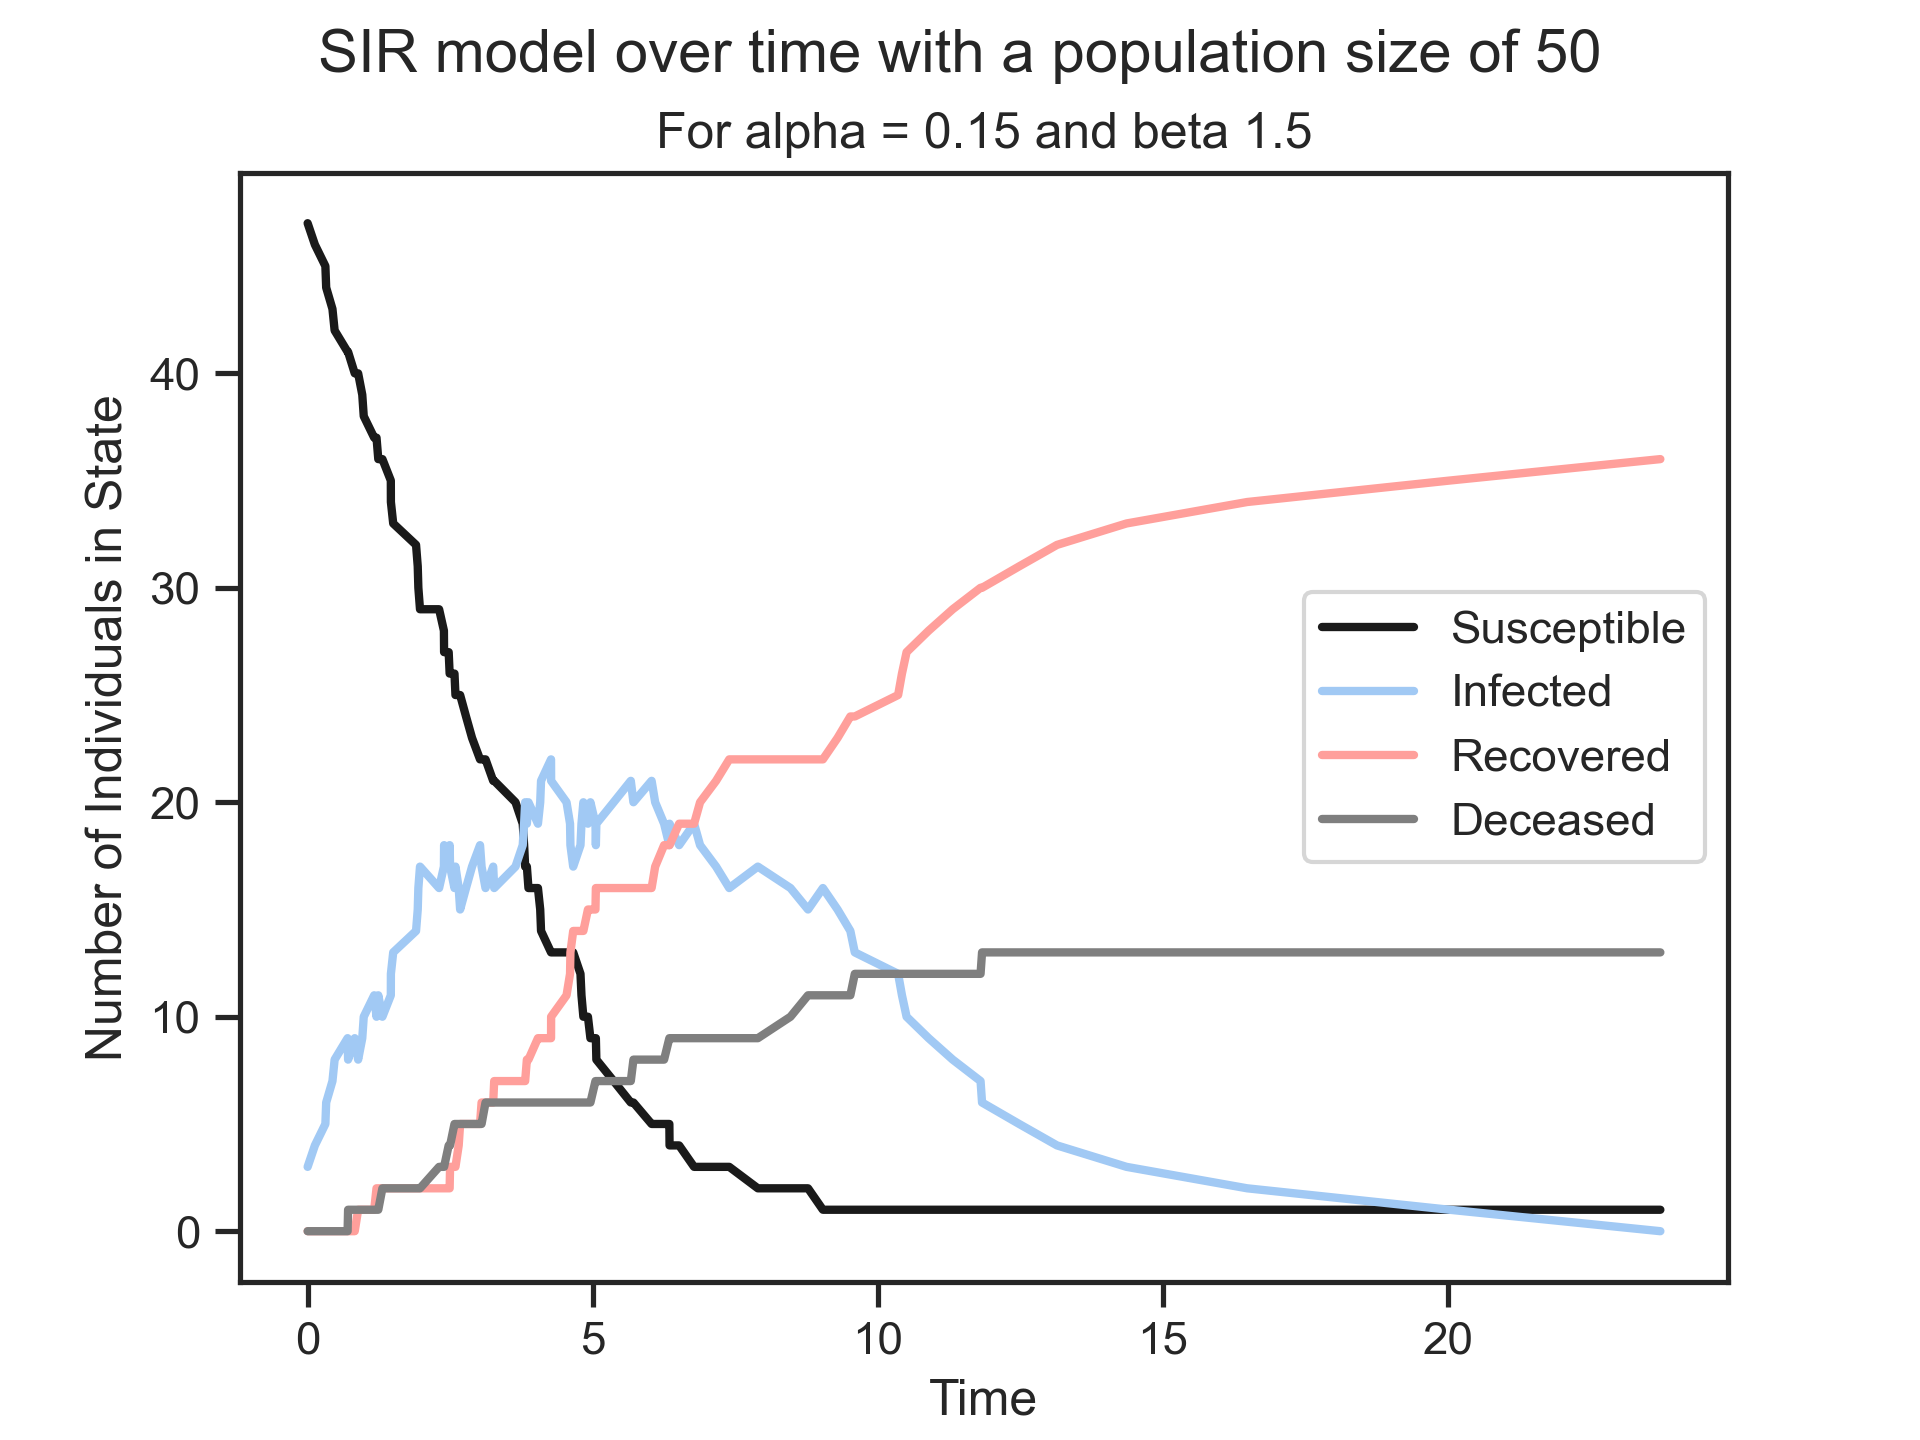 SIR model over time with a population size of 50
For alpha = 0.15 and beta 1.5
Number of Individuals in State
40
30
20
10
0
Susceptible
Infected
Recovered
Deceased
0 5 10 15 20
Time